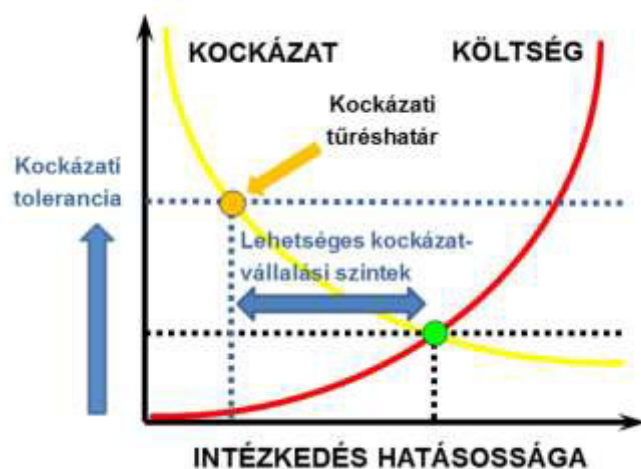 KOCKÁZAT
KÖLTSÉG
Kockázati
tűréshatár
Kockázati
tolerancia
Lehetséges kockázat-
vállalási szintek
INTÉZKEDÉS HATÁSOSSÁGA